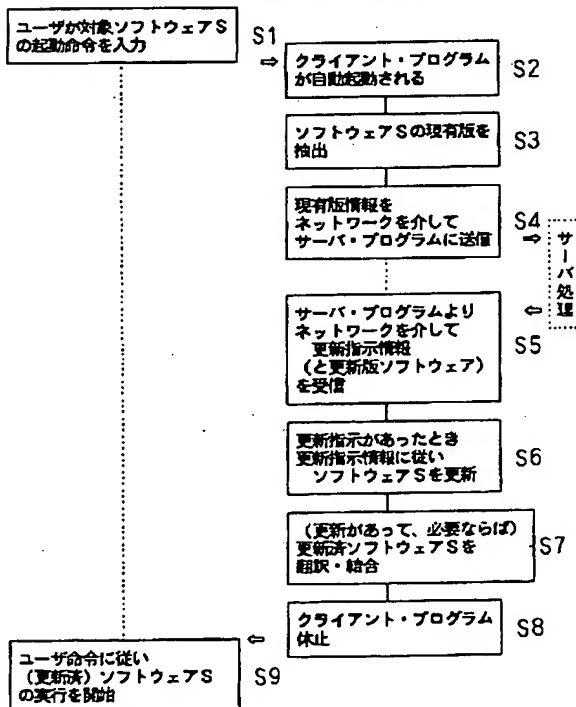 ユーザが対象ソフトウェアS
の起動命令を入力
S1
⇨
クライアント・プログラム
が自動起動される
S2
ソフトウェアSの現有版を
抽出
S3
現有版情報を
ネットワークを介して
サーバ・プログラムに送信
S4
⇨
サーバ処理
⇦
サーバ・プログラムより
ネットワークを介して
更新指示情報
(と更新版ソフトウェア)
を受信
S5
更新指示があったとき
更新指示情報に従い
ソフトウェアSを更新
S6
(更新があって、必要ならば)
更新済ソフトウェアSを
翻訳・結合
S7
クライアント・プログラム
休止
S8
⇦
ユーザ命令に従い
(更新済)ソフトウェアS
の実行を開始
S9